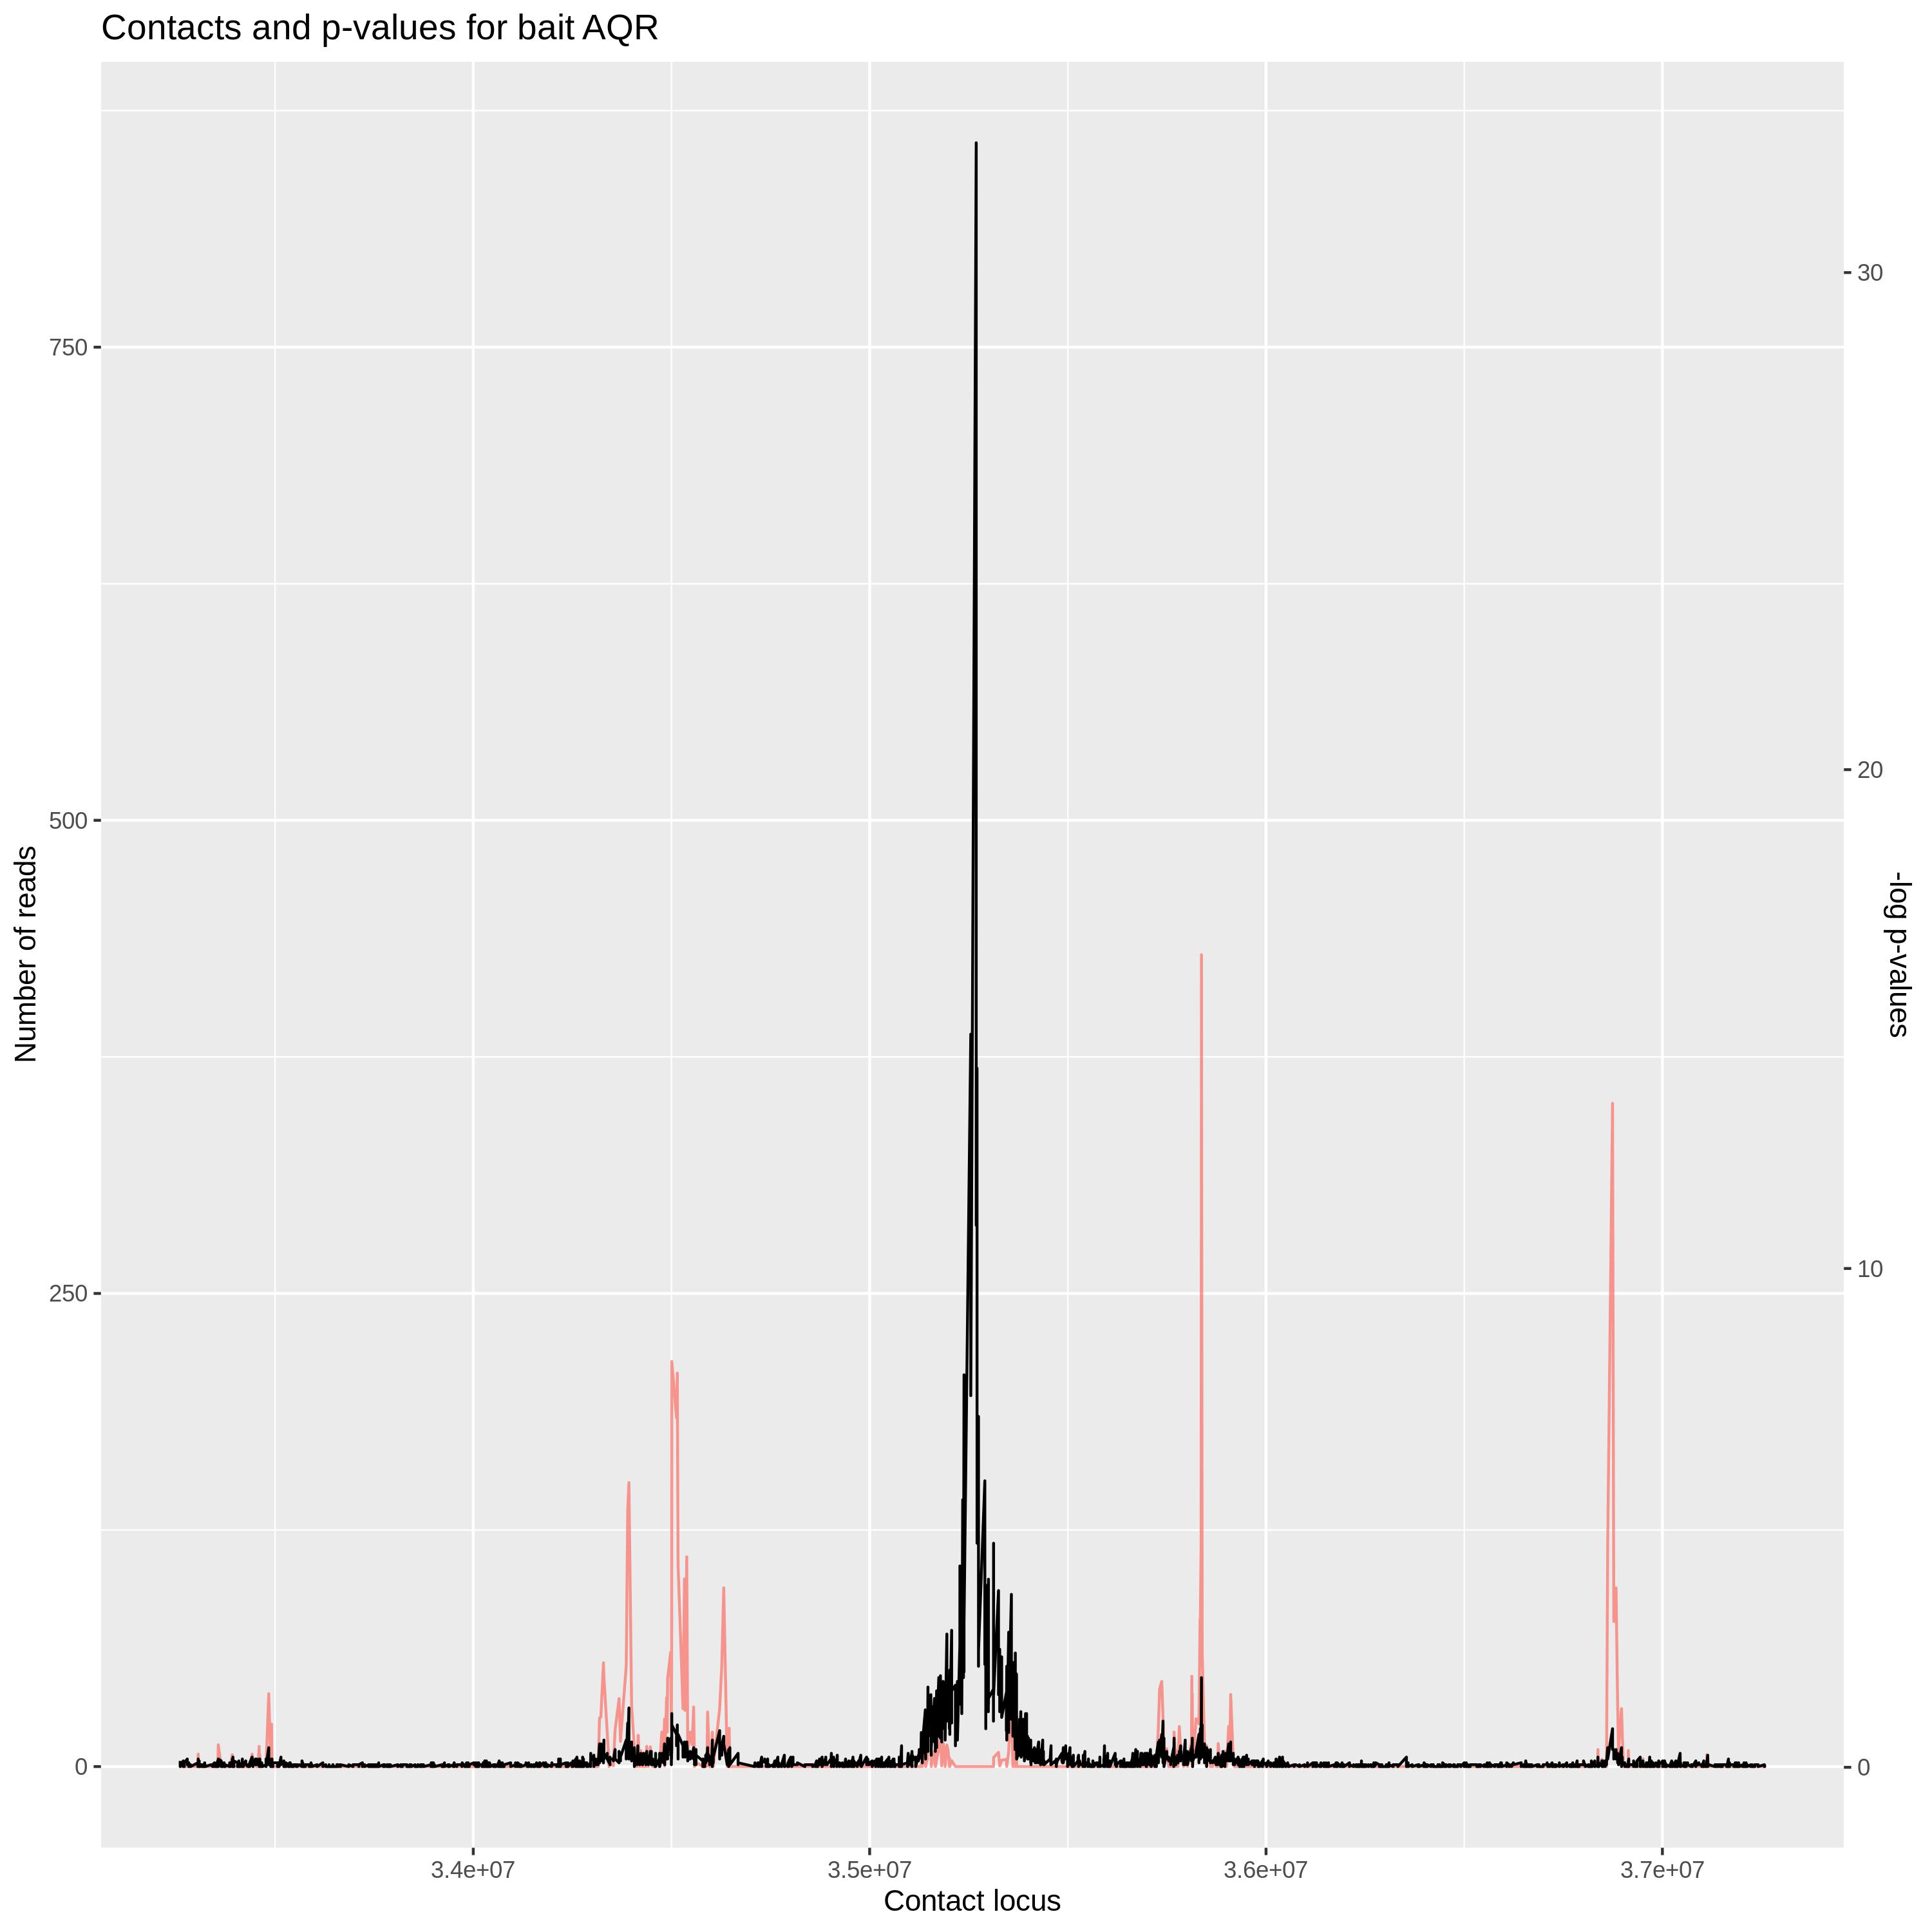 Contacts and p-values for bait AQR
750
500
250
0
Number of reads
30
20
10
0
-log p-values
3.4e+07
3.5e+07
3.6e+07
3.7e+07
Contact locus